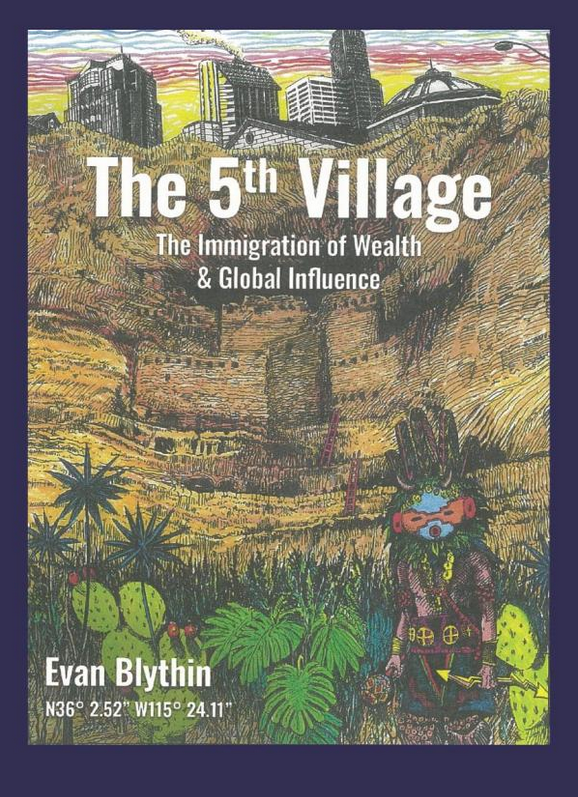 The 5th Village
The Immigration of Wealth
& Global Influence
Evan Blythin
N36° 2.52” W115° 24.11”